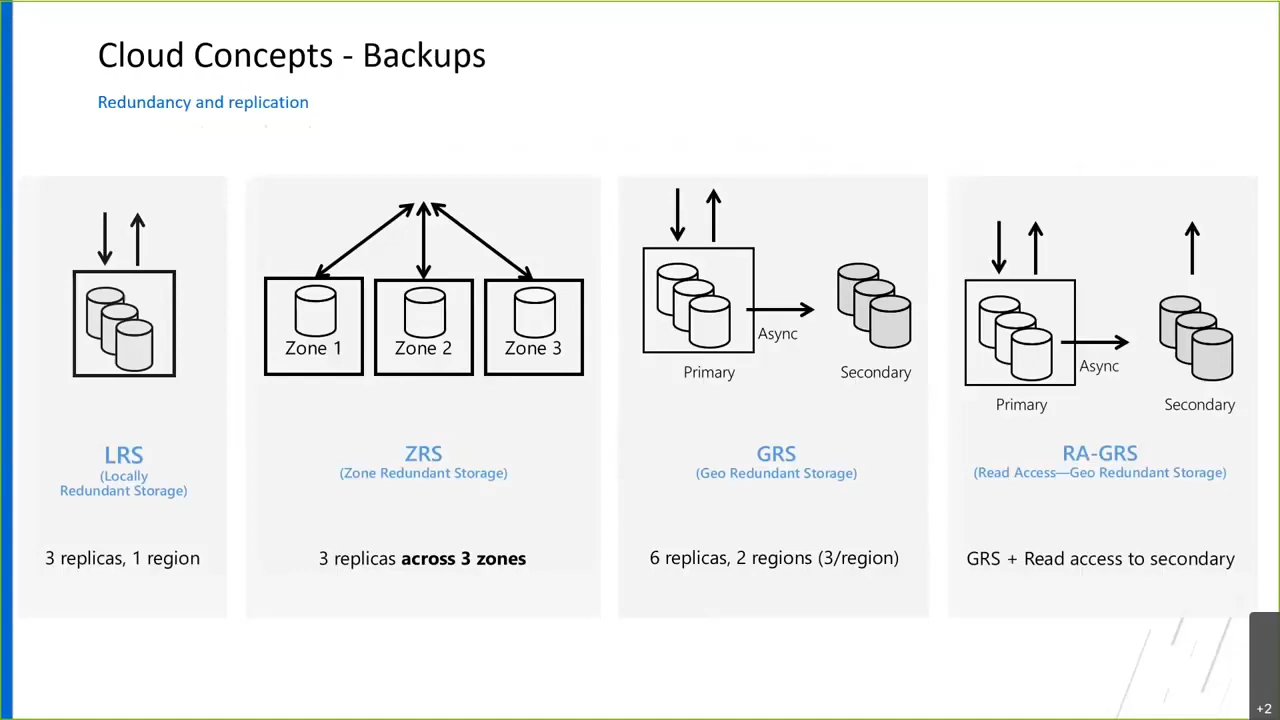 Cloud Concepts - Backups
Redundancy and replication
Zone 1
Zone 2
Zone 3
Async
Primary
Secondary
Async
Primary
Secondary
LRS
(Locally
Redundant Storage)
3 replicas, 1 region
ZRS
(Zone Redundant Storage)
3 replicas across 3 zones
GRS
(Geo Redundant Storage)
6 replicas, 2 regions (3/region)
RA-GRS
(Read Access—Geo Redundant Storage)
GRS + Read access to secondary
+2